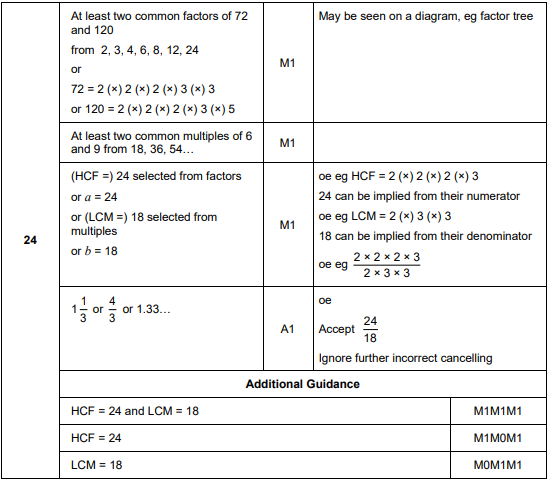 24
At least two common factors of 72
and 120
from 2, 3, 4, 6, 8, 12, 24
or
72 = 2 (×) 2 (×) 2 (×) 3 (×) 3
or 120 = 2 (×) 2 (×) 2 (×) 3 (×) 5
M1
May be seen on a diagram, eg factor tree
At least two common multiples of 6
and 9 from 18, 36, 54…
M1
(HCF =) 24 selected from factors
or a = 24
or (LCM =) 18 selected from
multiples
or b = 18
M1
oe eg HCF = 2 (×) 2 (×) 2 (×) 3
24 can be implied from their numerator
oe eg LCM = 2 (×) 3 (×) 3
18 can be implied from their denominator
oe eg 2 × 2 × 2 × 3 / 2 × 3 × 3
1 1/3 or 4/3 or 1.33…
A1
oe
Accept 24/18
Ignore further incorrect cancelling
Additional Guidance
HCF = 24 and LCM = 18 M1M1M1
HCF = 24 M1M0M1
LCM = 18 M0M1M1